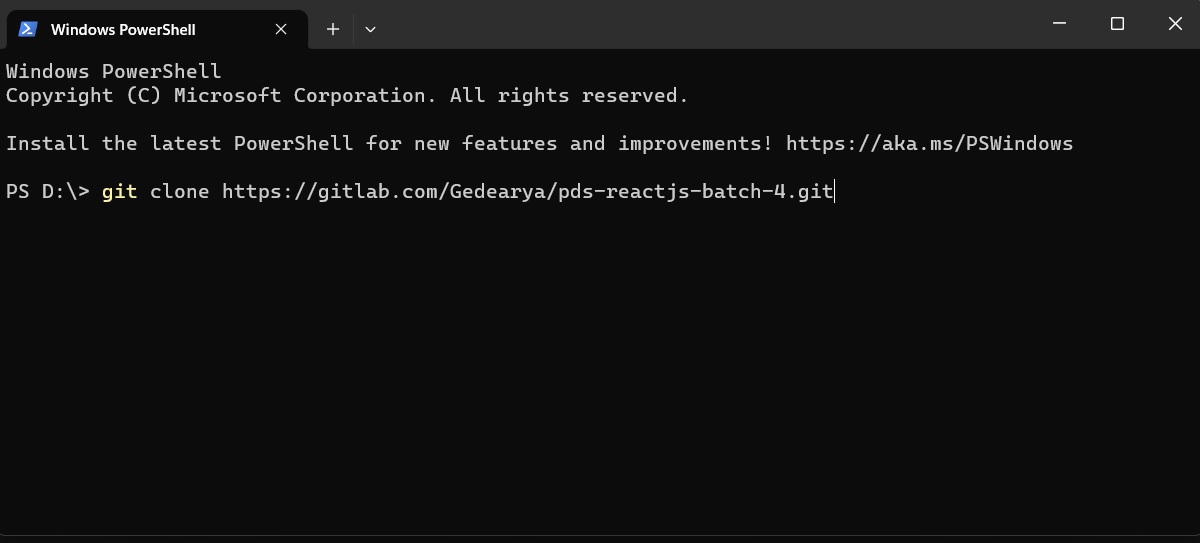 Windows PowerShell
Windows PowerShell
Copyright (C) Microsoft Corporation. All rights reserved.
Install the latest PowerShell for new features and improvements! https://aka.ms/PSWindows
PS D:\> git clone https://gitlab.com/Gedearya/pds-reactjs-batch-4.git